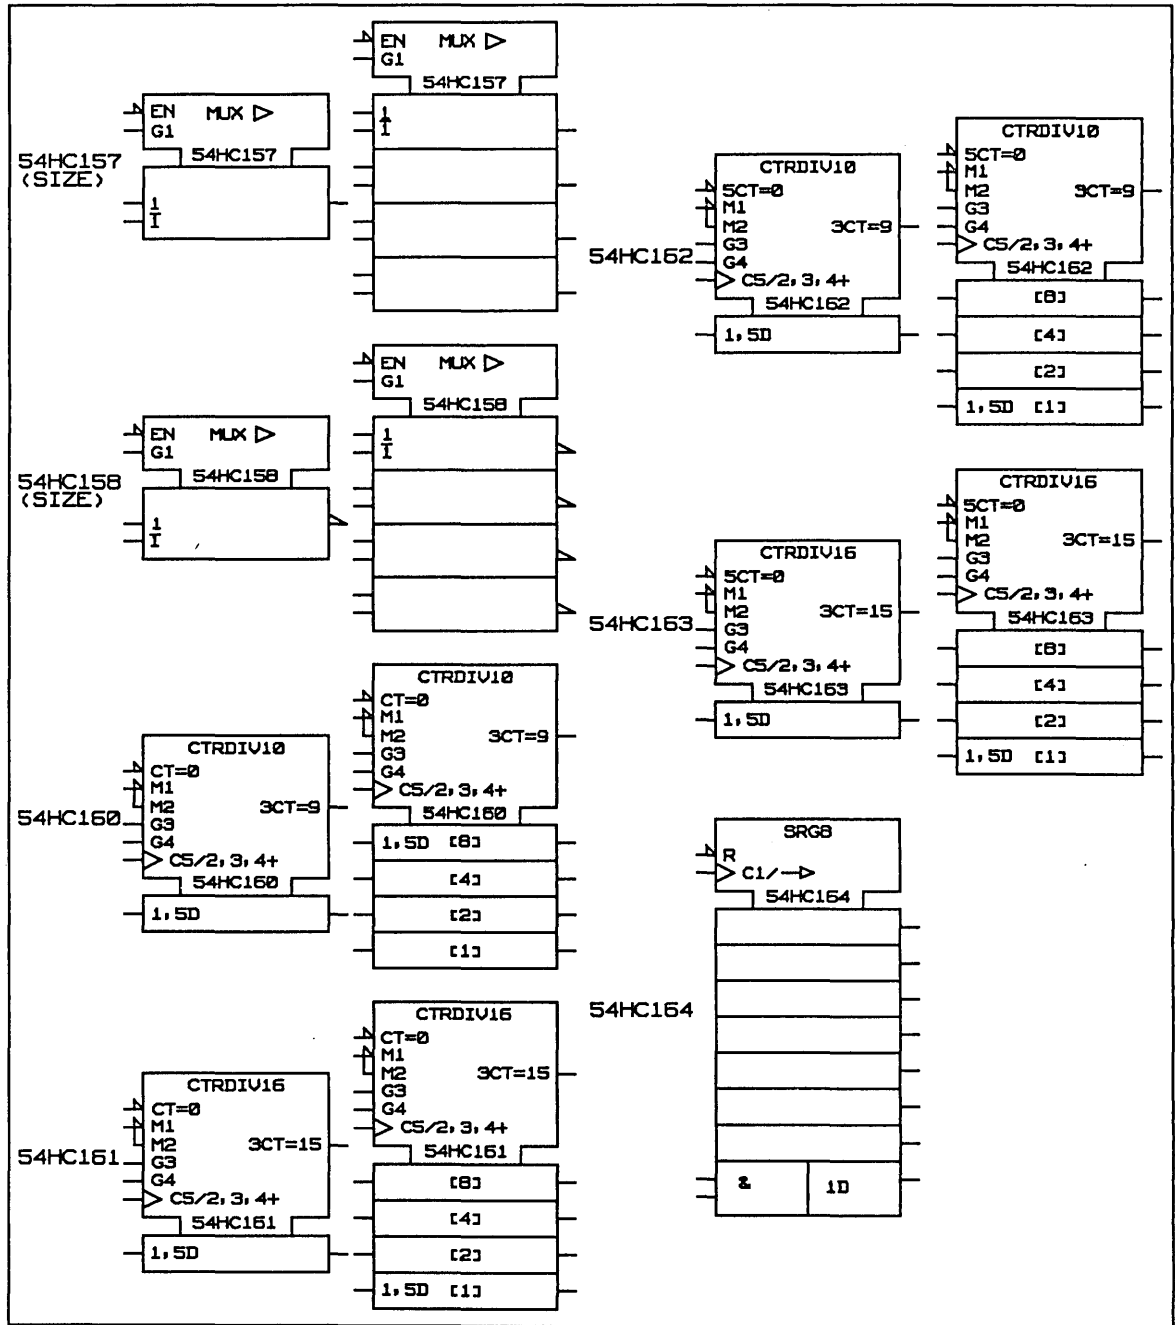 EN MUX
G1
54HC157
1
1
EN MUX
G1
54HC157
54HC157
(SIZE)
1
1
EN MUX
G1
54HC158
1
1
EN MUX
G1
54HC158
54HC158
(SIZE)
1
1
CTRDIV10
CT=0
M1
M2 3CT=9
G3
G4
C5/2,3,4+
54HC160
1,5D [8]
[4]
[2]
[1]
CTRDIV10
CT=0
M1
M2 3CT=9
54HC160
G3
G4
C5/2,3,4+
54HC160
1,5D
CTRDIV16
CT=0
M1
M2 3CT=15
G3
G4
C5/2,3,4+
54HC161
[8]
[4]
[2]
1,5D [1]
CTRDIV16
CT=0
M1
M2 3CT=15
54HC161
G3
G4
C5/2,3,4+
54HC161
1,5D
CTRDIV10
5CT=0
M1
M2 3CT=9
G3
54HC162
G4
C5/2,3,4+
54HC162
1,5D
CTRDIV10
5CT=0
M1
M2 3CT=9
G3
G4
C5/2,3,4+
54HC162
[8]
[4]
[2]
1,5D [1]
CTRDIV16
5CT=0
M1
M2 3CT=15
54HC163
G3
G4
C5/2,3,4+
54HC163
1,5D
CTRDIV16
5CT=0
M1
M2 3CT=15
G3
G4
C5/2,3,4+
54HC163
[8]
[4]
[2]
1,5D [1]
SRG8
R
C1/
54HC164
54HC164
& 1D